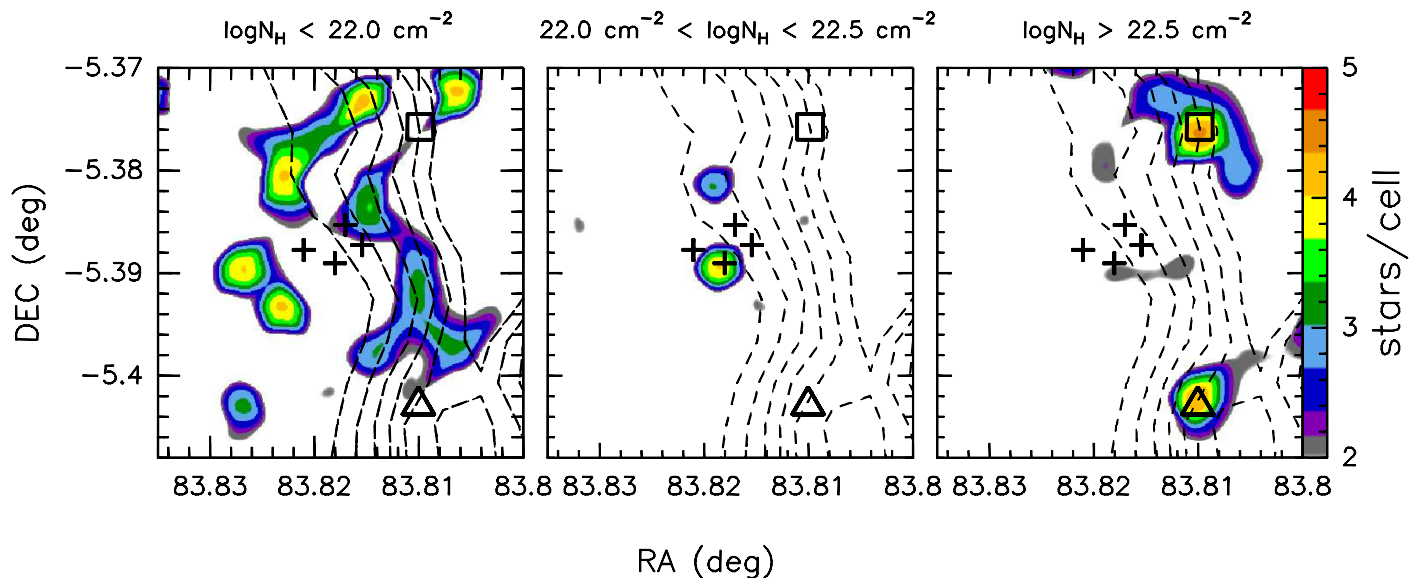 logN_H < 22.0 cm⁻² 22.0 cm⁻² < logN_H < 22.5 cm⁻² logN_H > 22.5 cm⁻²
−5.37
−5.38
−5.39
−5.4
DEC (deg)
83.83 83.82 83.81 83.8 83.83 83.82 83.81 83.8 83.83 83.82 83.81 83.8
RA (deg)
5
4
3
2
stars/cell